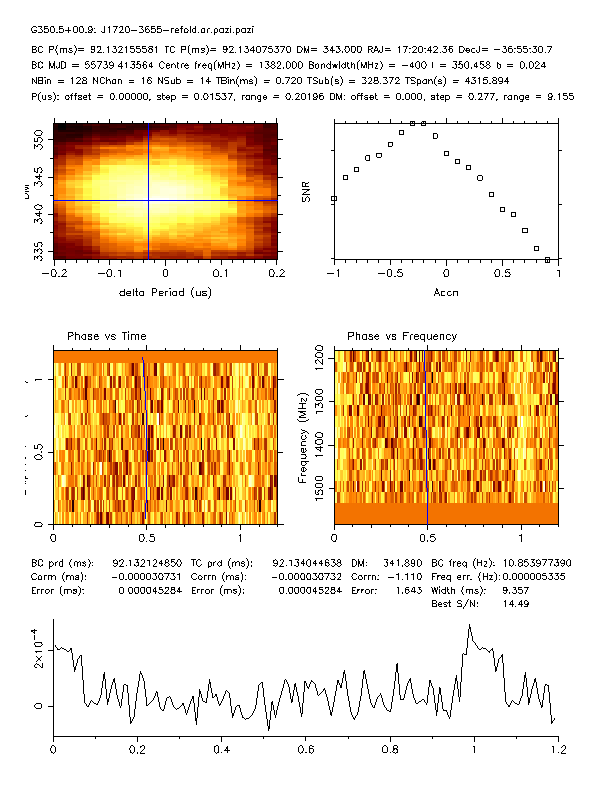 G350.5+00.9: J1720-3655-refold.ar.pazi.pazi
BC P(ms)= 92.132155581 TC P(ms)= 92.134075370 DM= 343.000 RAJ= 17:20:42.36 DecJ= -36:55:30.7
BC MJD = 55739.413564 Centre freq(MHz) = 1382.000 Bandwidth(MHz) = -400 l = 350.458 b = 0.024
NBin = 128 NChan = 16 NSub = 14 TBin(ms) = 0.720 TSub(s) = 328.372 TSpan(s) = 4315.894
P(us): offset = 0.00000, step = 0.01537, range = 0.20196 DM: offset = 0.000, step = 0.277, range = 9.155
335 340 345 350
-0.2 -0.1 0 0.1 0.2
delta Period (us)
SNR
-1 -0.5 0 0.5 1
Accn
Phase vs Time
0 0.5 1
0 0.5 1
Phase vs Frequency
Frequency (MHz)
1200 1300 1400 1500
0 0.5 1
BC prd (ms): 92.132124850 TC prd (ms): 92.134044638 DM: 341.890 BC freq (Hz): 10.853977390
Corrn (ms): -0.000030731 Corrn (ms): -0.000030732 Corrn: -1.110 Freq err. (Hz): 0.000005335
Error (ms): 0.000045284 Error (ms): 0.000045284 Error: 1.643 Width (ms): 9.357
Best S/N: 14.49
0 2×10⁻⁴
0 0.2 0.4 0.6 0.8 1 1.2